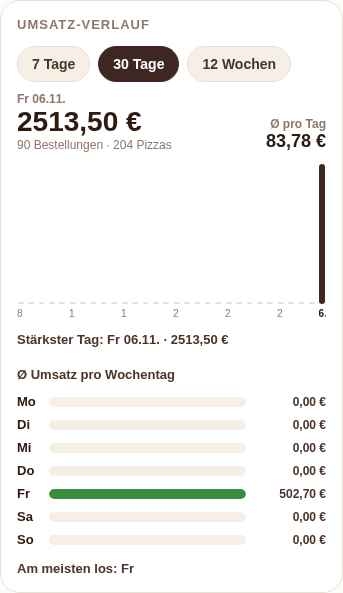 UMSATZ-VERLAUF
7 Tage 30 Tage 12 Wochen
Fr 06.11.
2513,50 €
90 Bestellungen · 204 Pizzas
Ø pro Tag
83,78 €
8 1 1 2 2 2 6.
Stärkster Tag: Fr 06.11. · 2513,50 €
Ø Umsatz pro Wochentag
Mo 0,00 €
Di 0,00 €
Mi 0,00 €
Do 0,00 €
Fr 502,70 €
Sa 0,00 €
So 0,00 €
Am meisten los: Fr